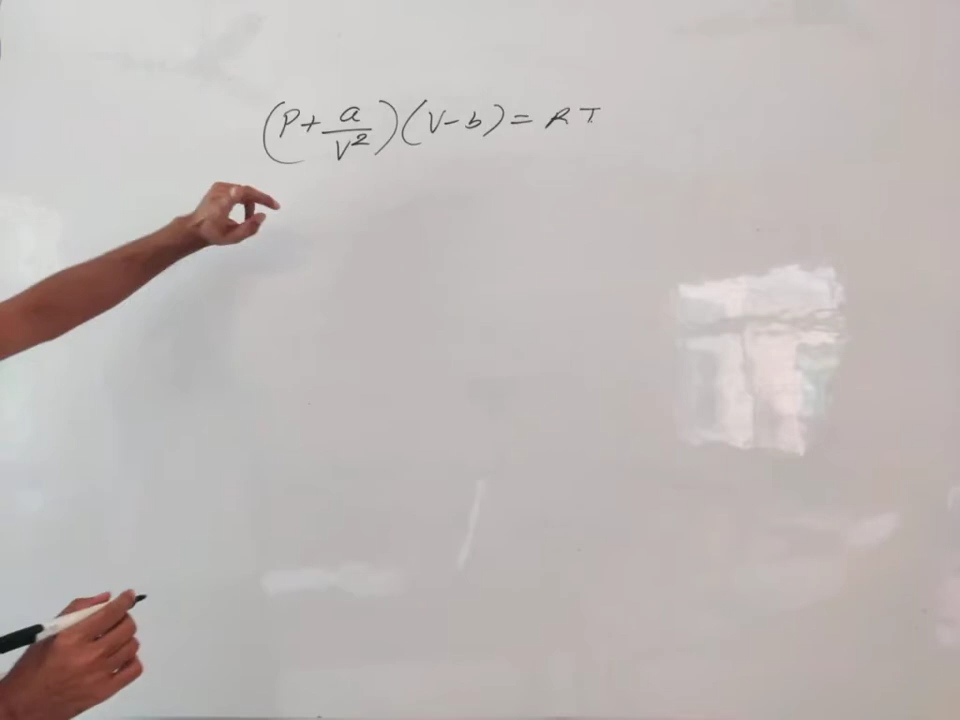 (P + a/V²)(V - b) = RT